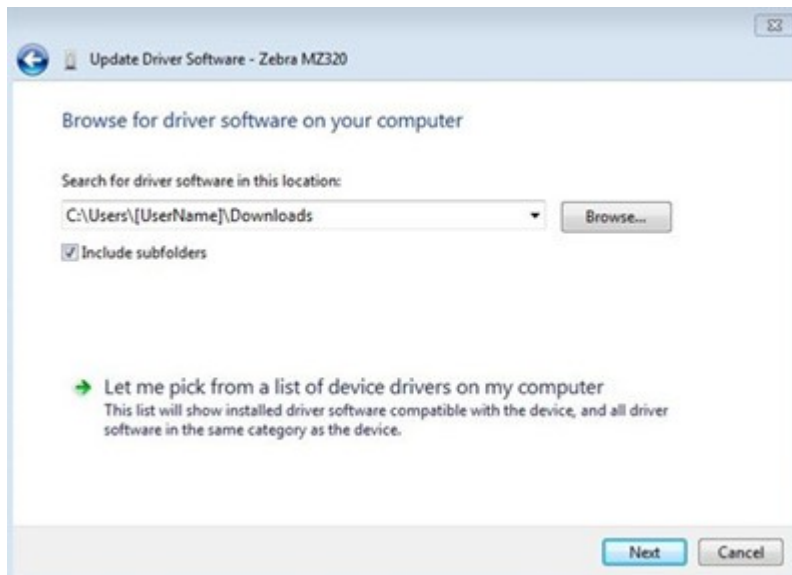 Update Driver Software - Zebra MZ320
Browse for driver software on your computer
Search for driver software in this location:
C:\Users\[UserName]\Downloads
Browse...
Include subfolders
Let me pick from a list of device drivers on my computer
This list will show installed driver software compatible with the device, and all driver
software in the same category as the device.
Next
Cancel